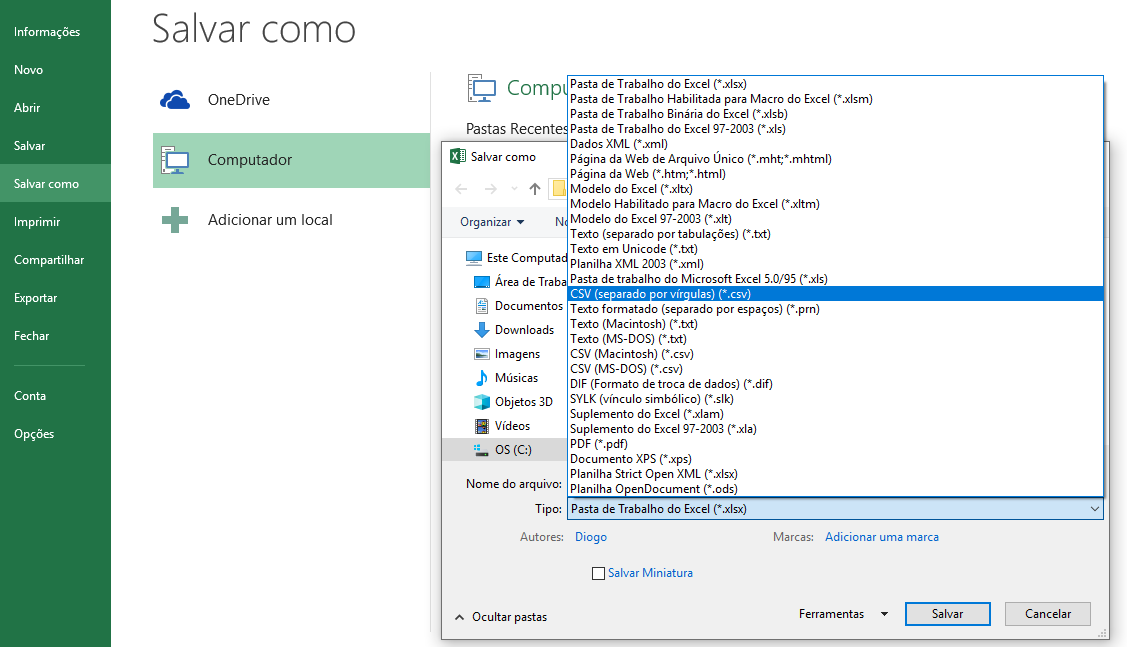 Informações
Novo
Abrir
Salvar
Salvar como
Imprimir
Compartilhar
Exportar
Fechar
Conta
Opções
Salvar como
OneDrive
Computador
Adicionar um local
Pastas Recentes
Salvar como
Organizar
Este Computad
Área de Traba
Documentos
Downloads
Imagens
Músicas
Objetos 3D
Vídeos
OS (C:)
Pasta de Trabalho do Excel (*.xlsx)
Pasta de Trabalho Habilitada para Macro do Excel (*.xlsm)
Pasta de Trabalho Binária do Excel (*.xlsb)
Pasta de Trabalho do Excel 97-2003 (*.xls)
Dados XML (*.xml)
Página da Web de Arquivo Único (*.mht;*.mhtml)
Página da Web (*.htm;*.html)
Modelo do Excel (*.xltx)
Modelo Habilitado para Macro do Excel (*.xltm)
Modelo do Excel 97-2003 (*.xlt)
Texto (separado por tabulações) (*.txt)
Texto em Unicode (*.txt)
Planilha XML 2003 (*.xml)
Pasta de trabalho do Microsoft Excel 5.0/95 (*.xls)
CSV (separado por vírgulas) (*.csv)
Texto formatado (separado por espaços) (*.prn)
Texto (Macintosh) (*.txt)
Texto (MS-DOS) (*.txt)
CSV (Macintosh) (*.csv)
CSV (MS-DOS) (*.csv)
DIF (Formato de troca de dados) (*.dif)
SYLK (vínculo simbólico) (*.slk)
Suplemento do Excel (*.xlam)
Suplemento do Excel 97-2003 (*.xla)
PDF (*.pdf)
Documento XPS (*.xps)
Planilha Strict Open XML (*.xlsx)
Planilha OpenDocument (*.ods)
Nome do arquivo:
Tipo: Pasta de Trabalho do Excel (*.xlsx)
Autores: Diogo Marcas: Adicionar uma marca
Salvar Miniatura
Ocultar pastas Ferramentas Salvar Cancelar